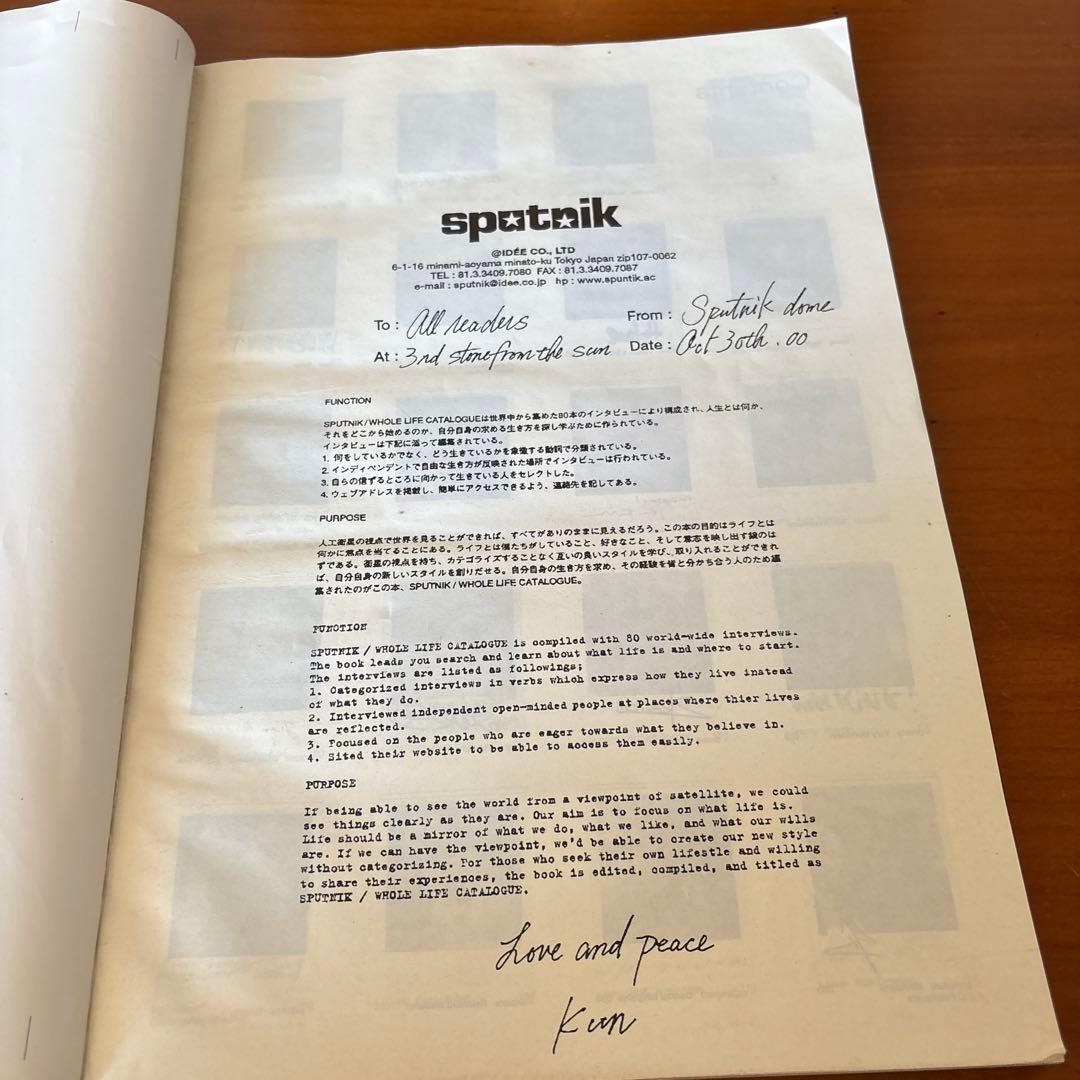 sputnik
@IDÉE CO., LTD
6-1-16 minami-aoyama minato-ku Tokyo Japan zip107-0062
TEL : 81.3.3409.7080 FAX : 81.3.3409.7087
e-mail : sputnik@idee.co.jp hp : www.spuntik.ac
To : All readers From : Sputnik dome
At : 3rd stone from the sun Date : Oct 30th . 00
FUNCTION
SPUTNIK/WHOLE LIFE CATALOGUEは世界中から集めた80本のインタビューにより構成され、人生とは何か、
それをどこから始めるのか、自分自身の求める生き方を探し学ぶために作られている。
インタビューは下記に添って編集されている。
1. 何をしているかでなく、どう生きているかを象徴する動詞で分類されている。
2. インディペンデントで自由な生き方が反映された場所でインタビューは行われている。
3. 自らの信ずるところに向かって生きている人をセレクトした。
4. ウェブアドレスを掲載し、簡単にアクセスできるよう、連絡先を記してある。
PURPOSE
人工衛星の視点で世界を見ることができれば、すべてがありのままに見えるだろう。この本の目的はライフとは
何かに焦点を当てることにある。ライフとは僕たちがしていること、好きなこと、そして意志を映し出す鏡のは
ずである。衛星の視点を持ち、カテゴライズすることなく互いの良いスタイルを学び、取り入れることができれ
ば、自分自身の新しいスタイルを創りだせる。自分自身の生き方を求め、その経験を皆と分かち合う人のため編
集されたのがこの本、SPUTNIK / WHOLE LIFE CATALOGUE。
FUNCTION
SPUTNIK / WHOLE LIFE CATALOGUE is compiled with 80 world-wide interviews.
The book leads you search and learn about what life is and where to start.
The interviews are listed as followings;
1. Categorized interviews in verbs which express how they live instead
of what they do.
2. Interviewed independent open-minded people at places where thier lives
are reflected.
3. Focused on the people who are eager towards what they believe in.
4. Sited their website to be able to access them easily.
PURPOSE
If being able to see the world from a viewpoint of satellite, we could
see things clearly as they are. Our aim is to focus on what life is.
Life should be a mirror of what we do, what we like, and what our wills
are. If we can have the viewpoint, we'd be able to create our new style
without categorizing. For those who seek their own lifestle and willing
to share their experiences, the book is edited, compiled, and titled as
SPUTNIK / WHOLE LIFE CATALOGUE.
Love and peace